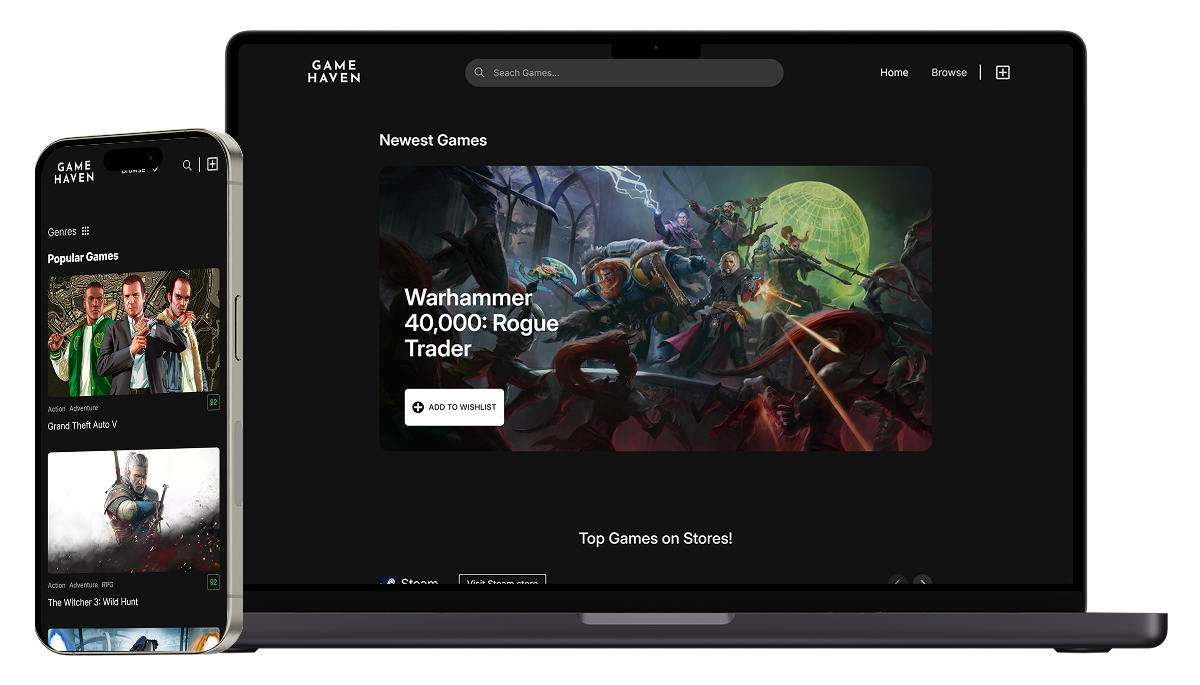 GAME
HAVEN
Seach Games...
Home
Browse
Newest Games
Warhammer
40,000: Rogue
Trader
ADD TO WISHLIST
Top Games on Stores!
Steam
Visit Steam store
GAME
HAVEN
Browse
Genres
Popular Games
Action Adventure
92
Grand Theft Auto V
Action Adventure RPG
92
The Witcher 3: Wild Hunt